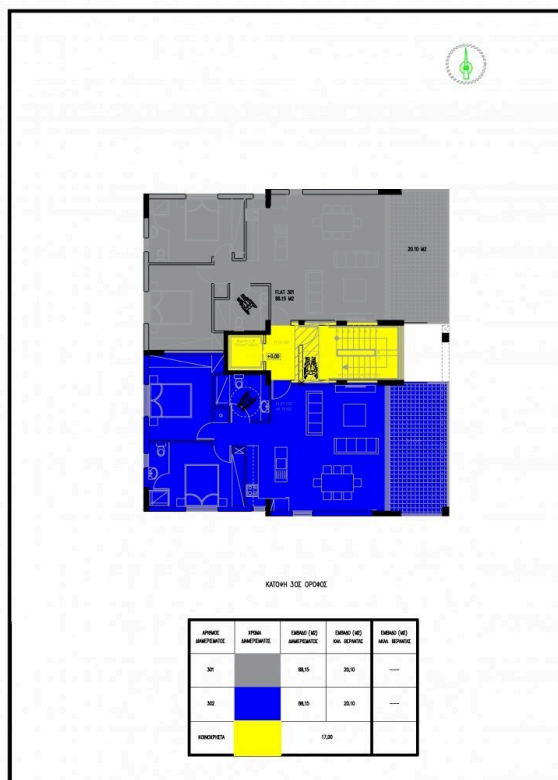 20.10 M2
FLAT 301
88.15 M2
±0.00
ΚΑΤΟΨΗ 3ΟΣ ΟΡΟΦΟΣ
ΑΡΙΘΜΟΣ ΔΙΑΜΕΡΙΣΜΑΤΟΣ
ΧΡΩΜΑ ΔΙΑΜΕΡΙΣΜΑΤΟΣ
ΕΜΒΑΔΟ (M2) ΔΙΑΜΕΡΙΣΜΑΤΟΣ
ΕΜΒΑΔΟ (M2) ΚΑΛ. ΒΕΡΑΝΤΑΣ
ΕΜΒΑΔΟ (M2) ΑΚΑΛ. ΒΕΡΑΝΤΑΣ
301 88,15 20,10 ----
302 88,15 20,10 ----
ΚΟΙΝΟΧΡΗΣΤΑ 17,00